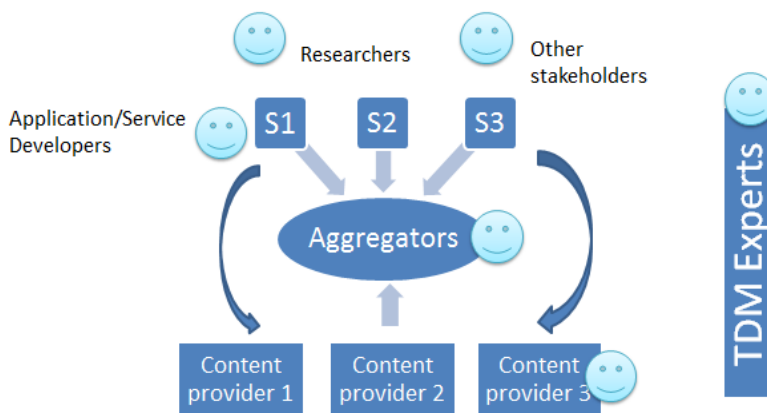 Researchers
Other
stakeholders
Application/Service
Developers
S1
S2
S3
Aggregators
Content
provider 1
Content
provider 2
Content
provider 3
TDM Experts